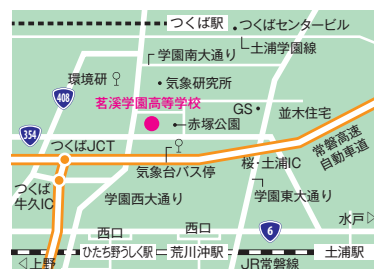 つくば駅
つくばセンタービル
学園南大通り
土浦学園線
環境研
気象研究所
408
茗溪学園高等学校
GS
並木住宅
赤塚公園
354
つくばJCT
常磐高速
自動車道
気象台バス停
桜・土浦IC
つくば
牛久IC
学園西大通り
学園東大通り
水戸▷
西口
西口
6
ひたち野うしく駅
荒川沖駅
土浦駅
◁上野
JR常磐線